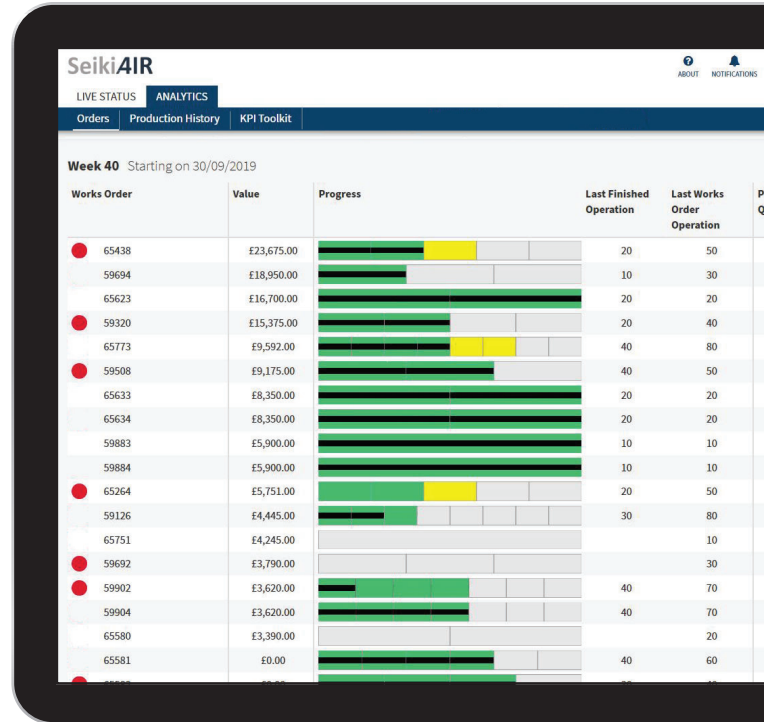 Seiki4IR
ABOUT NOTIFICATIONS
LIVE STATUS ANALYTICS
Orders Production History KPI Toolkit
Week 40 Starting on 30/09/2019
Works Order Value Progress Last Finished Operation Last Works Order Operation
65438 £23,675.00 20 50
59694 £18,950.00 10 30
65623 £16,700.00 20 20
59320 £15,375.00 20 40
65773 £9,592.00 40 80
59508 £9,175.00 40 50
65633 £8,350.00 20 20
65634 £8,350.00 20 20
59883 £5,900.00 10 10
59884 £5,900.00 10 10
65264 £5,751.00 20 50
59126 £4,445.00 30 80
65751 £4,245.00 10
59692 £3,790.00 30
59902 £3,620.00 40 70
59904 £3,620.00 40 70
65580 £3,390.00 20
65581 £0.00 40 60